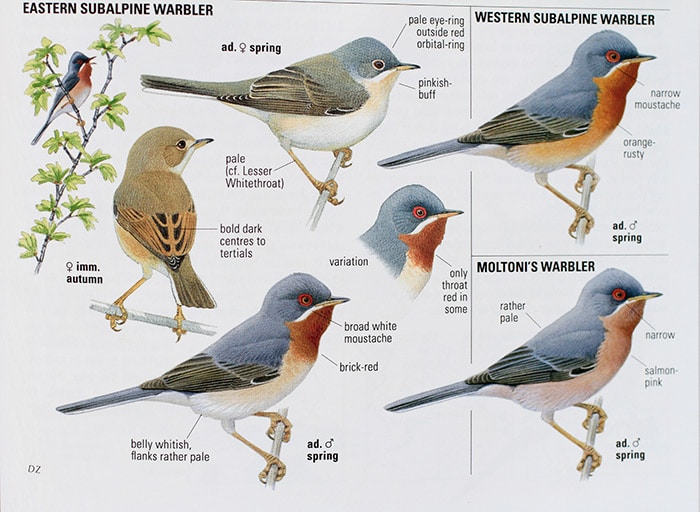 EASTERN SUBALPINE WARBLER
ad. ♀ spring
pale eye-ring
outside red
orbital-ring
pinkish-
buff
pale
(cf. Lesser
Whitethroat)
bold dark
centres to
tertials
♀ imm.
autumn
variation
only
throat
red in
some
broad white
moustache
brick-red
belly whitish,
flanks rather pale
ad. ♂
spring
DZ
WESTERN SUBALPINE WARBLER
narrow
moustache
orange-
rusty
ad. ♂
spring
MOLTONI'S WARBLER
rather
pale
narrow
salmon-
pink
ad. ♂
spring